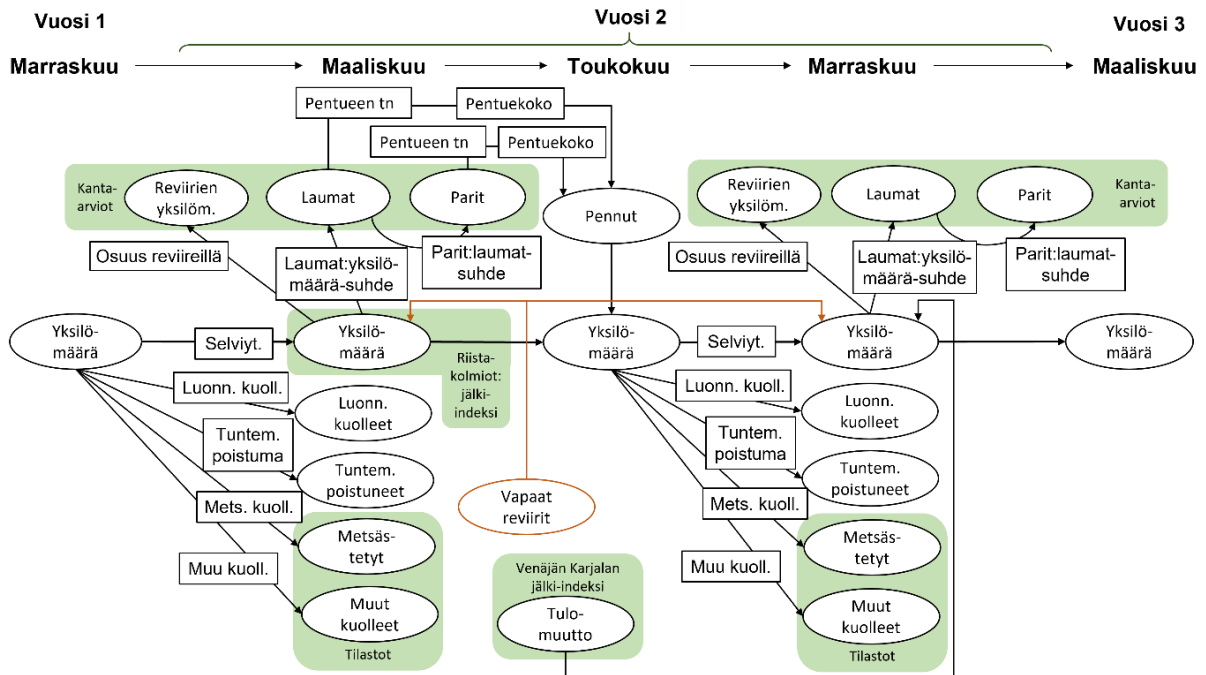 Vuosi 1
Vuosi 2
Vuosi 3
Marraskuu
Maaliskuu
Toukokuu
Marraskuu
Maaliskuu
Pentueen tn
Pentuekoko
Pentueen tn
Pentuekoko
Kanta-
arviot
Reviirien
yksilöm.
Laumat
Parit
Pennut
Reviirien
yksilöm.
Laumat
Parit
Kanta-
arviot
Osuus reviireillä
Laumat:yksilö-
määrä-suhde
Parit:laumat-
suhde
Osuus reviireillä
Laumat:yksilö-
määrä-suhde
Parit:laumat-
suhde
Yksilö-
määrä
Selviyt.
Yksilö-
määrä
Yksilö-
määrä
Selviyt.
Yksilö-
määrä
Yksilö-
määrä
Riista-
kolmiot:
jälki-
indeksi
Luonn. kuoll.
Luonn.
kuolleet
Luonn. kuoll.
Luonn.
kuolleet
Tuntem.
poistuma
Tuntem.
poistuneet
Tuntem.
poistuma
Tuntem.
poistuneet
Vapaat
reviirit
Mets. kuoll.
Metsäs-
tetyt
Mets. kuoll.
Metsäs-
tetyt
Muu kuoll.
Muut
kuolleet
Tilastot
Venäjän Karjalan
jälki-indeksi
Tulo-
muutto
Muu kuoll.
Muut
kuolleet
Tilastot